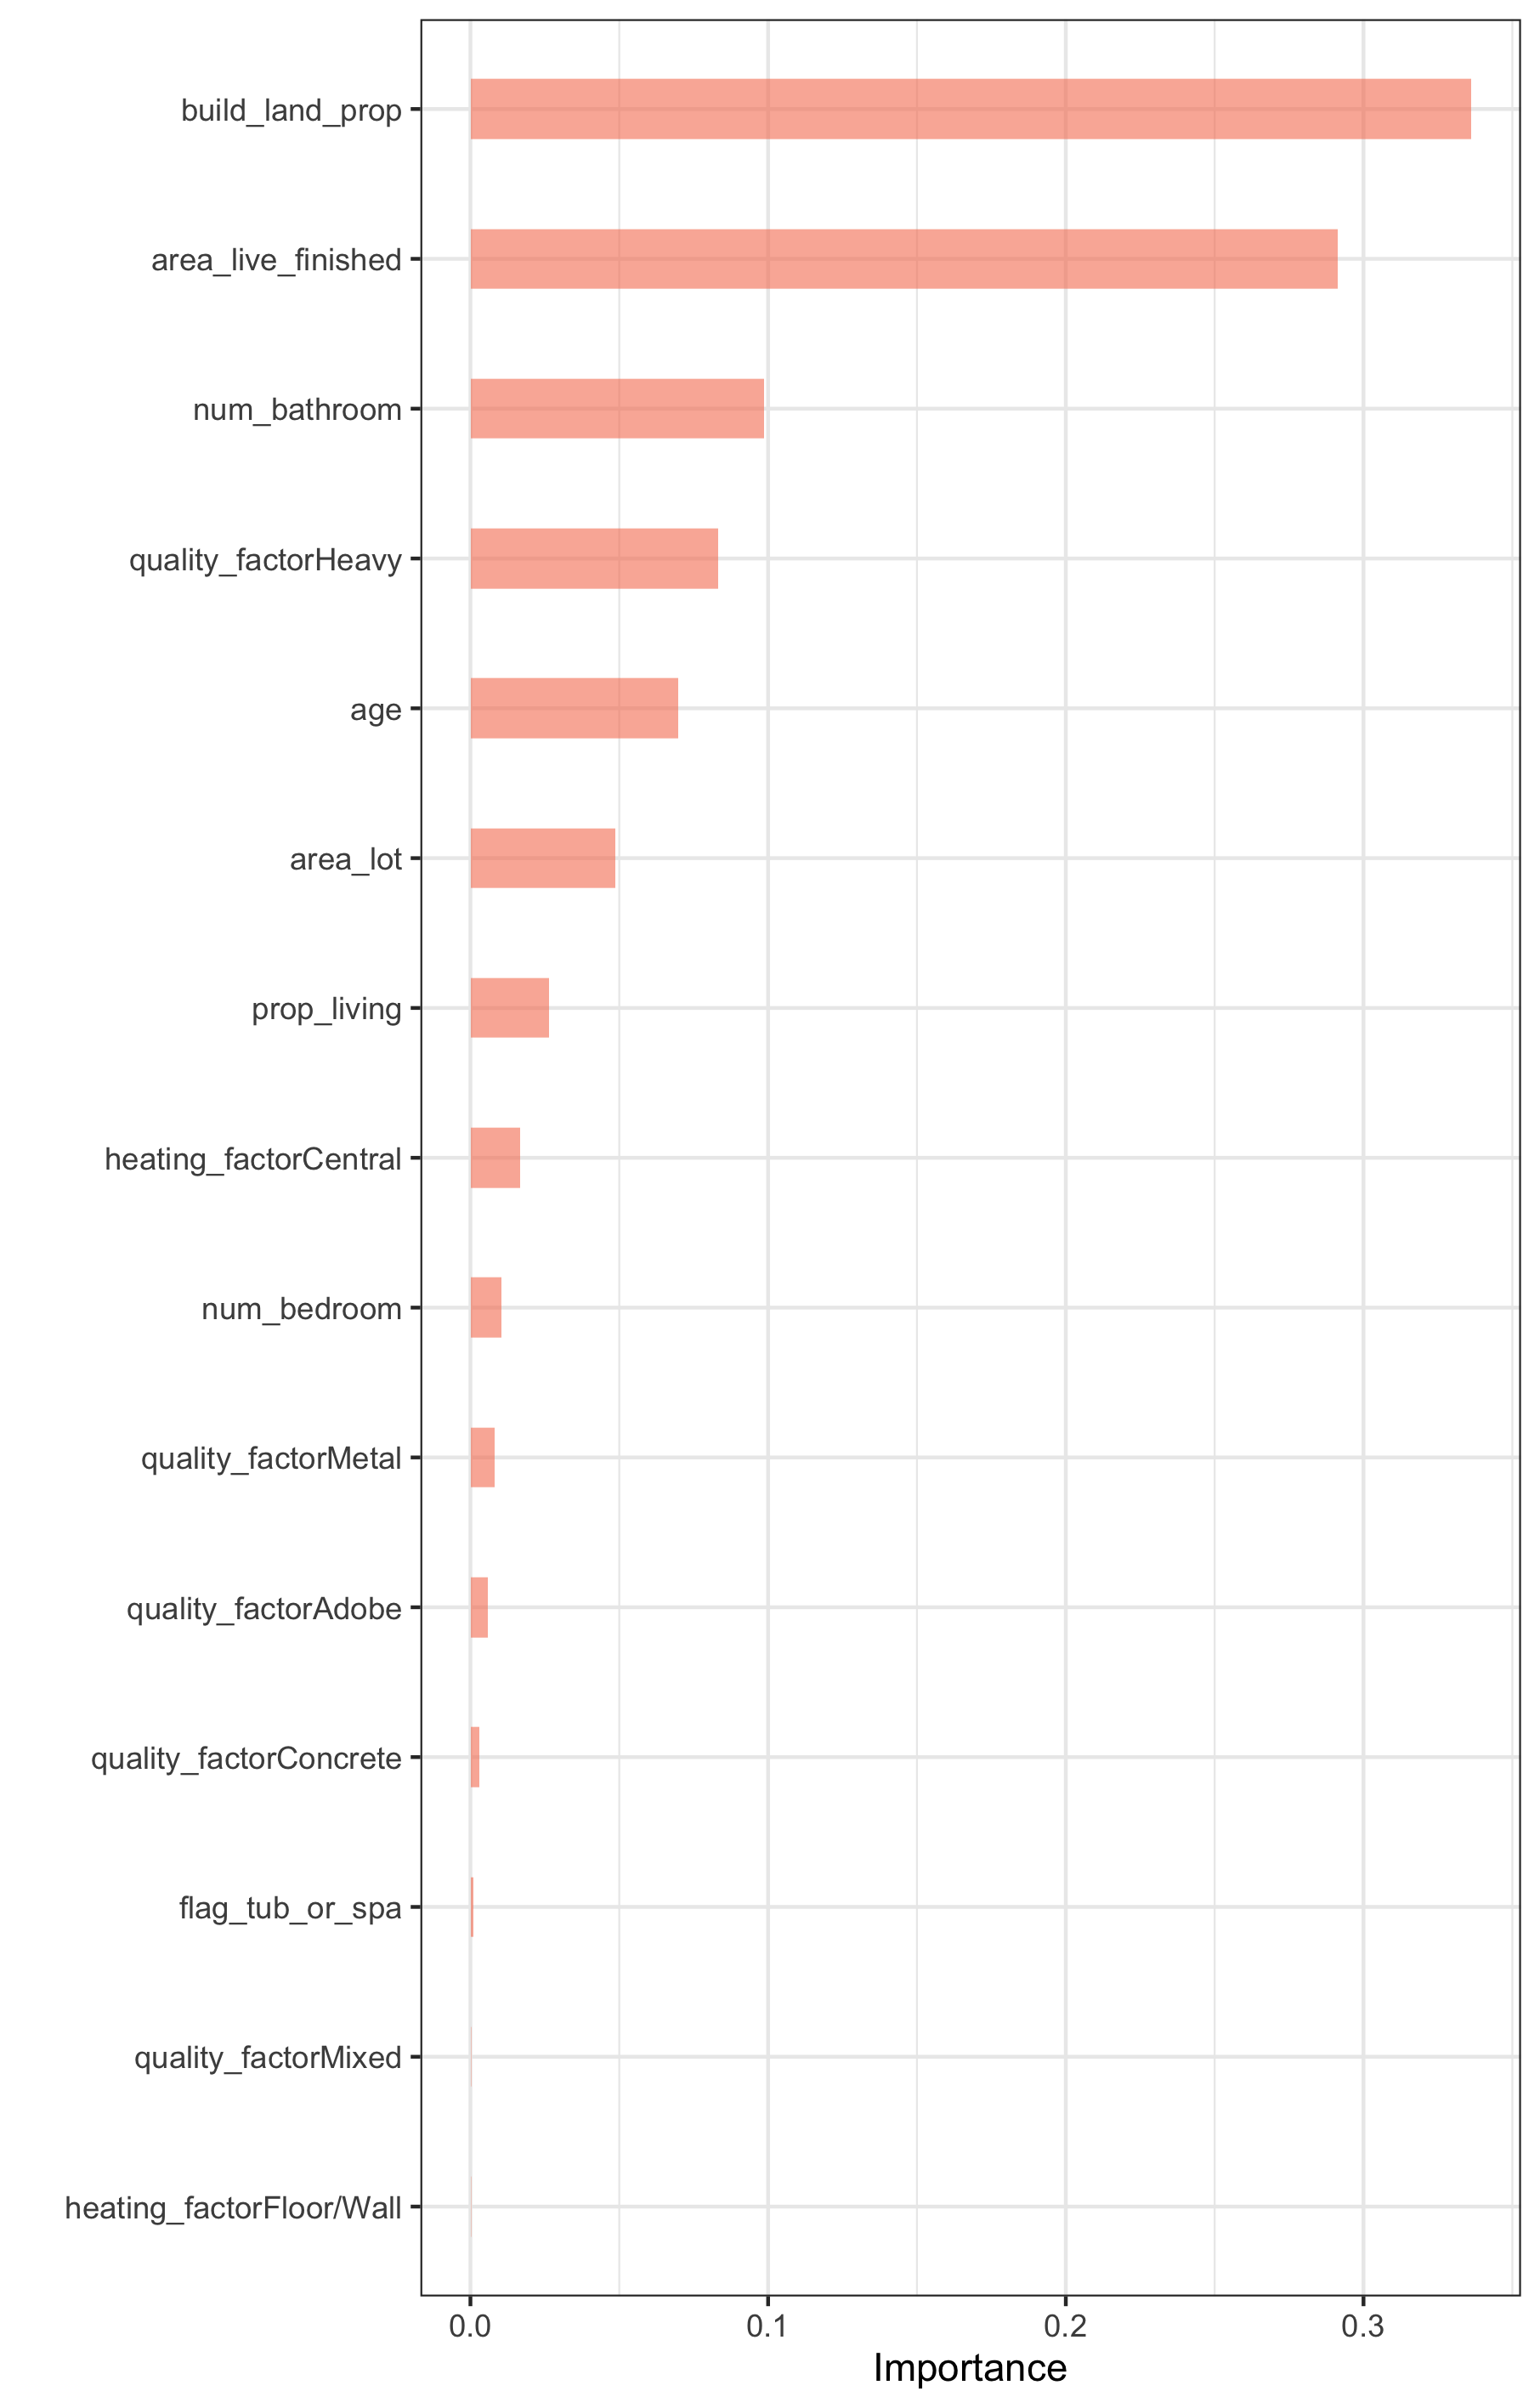 build_land_prop
area_live_finished
num_bathroom
quality_factorHeavy
age
area_lot
prop_living
heating_factorCentral
num_bedroom
quality_factorMetal
quality_factorAdobe
quality_factorConcrete
flag_tub_or_spa
quality_factorMixed
heating_factorFloor/Wall
0.0 0.1 0.2 0.3
Importance